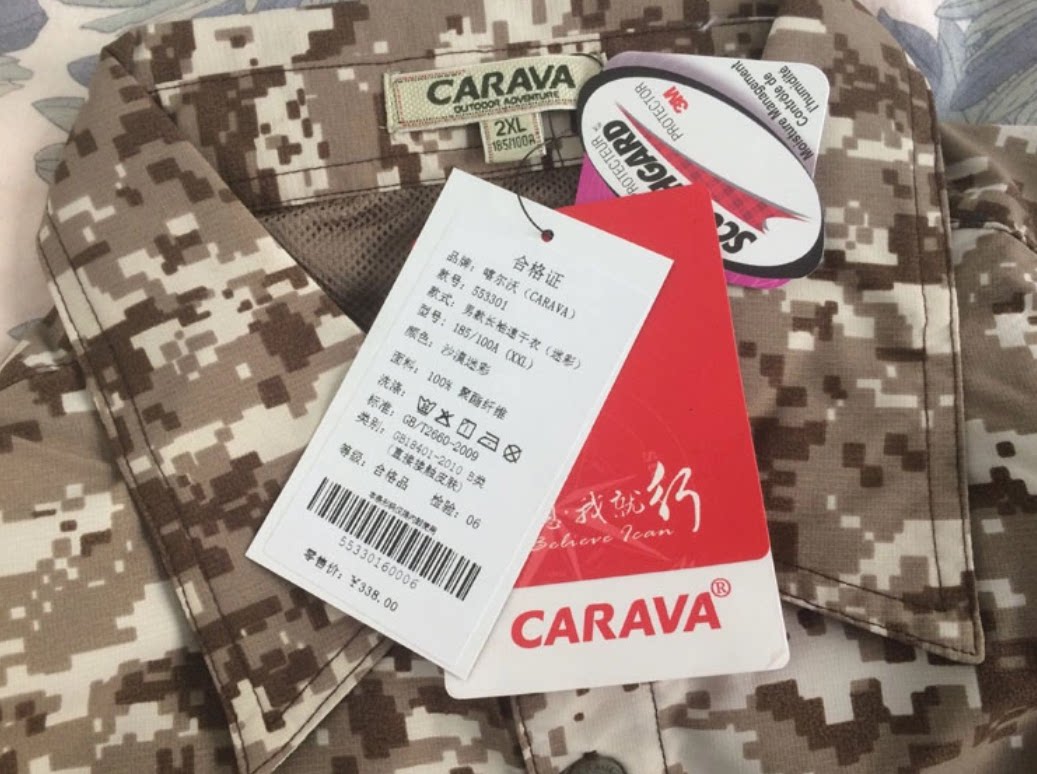 CARAVA
OUTDOOR ADVENTURE
2XL
185/100A
Moisture Management
Contrôle de
l'humidité
3M
PROTECTOR
PROTECTEUR
合格证
品牌：喀尔沃（CARAVA）
款号：553301
款式：男款长袖速干衣（迷彩）
型号：185/100A（XXL）
颜色：沙漠迷彩
面料：100% 聚酯纤维
洗涤：
标准：GB/T2660-2009
类别：GB18401-2010 B类
（直接接触皮肤）
等级：合格品 检验：06
55330160006
零售价：¥338.00
我就行
Believe Ican
CARAVA®